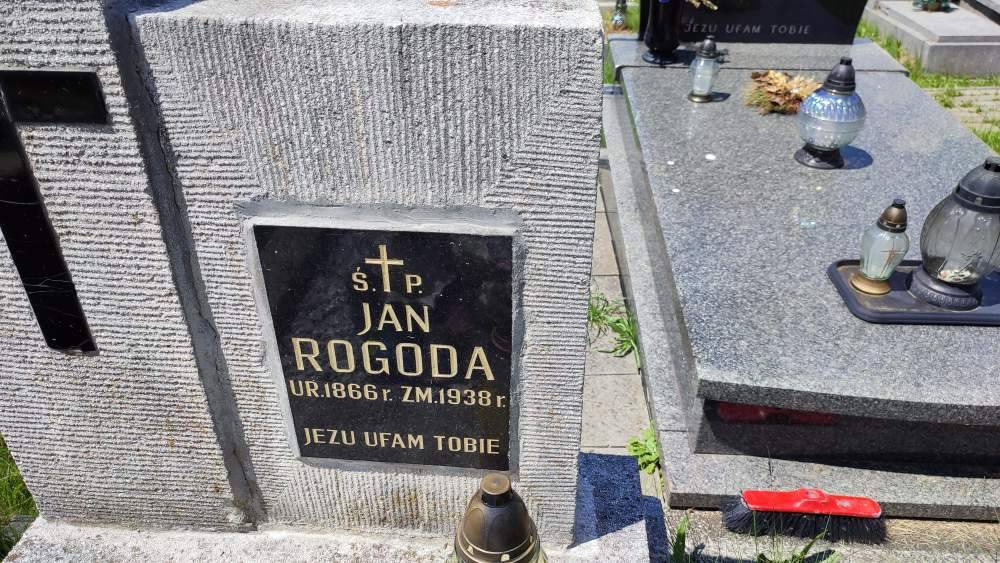 JEZU UFAM TOBIE
Ś. P.
JAN
ROGODA
UR.1866 r. ZM.1938 r.
JEZU UFAM TOBIE